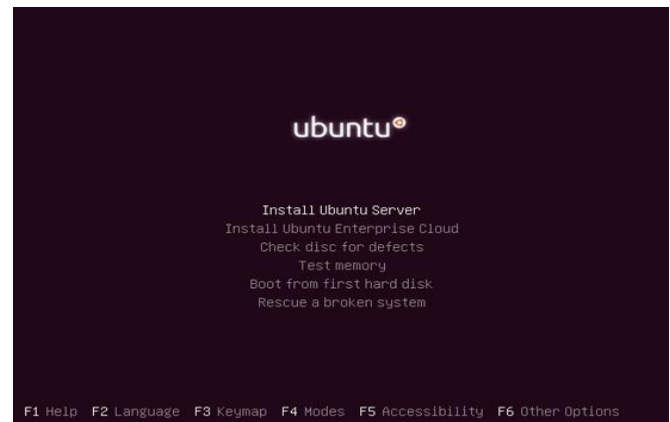 ubuntu
Install Ubuntu Server
Install Ubuntu Enterprise Cloud
Check disc for defects
Test memory
Boot from first hard disk
Rescue a broken system
F1 Help F2 Language F3 Keymap F4 Modes F5 Accessibility F6 Other Options